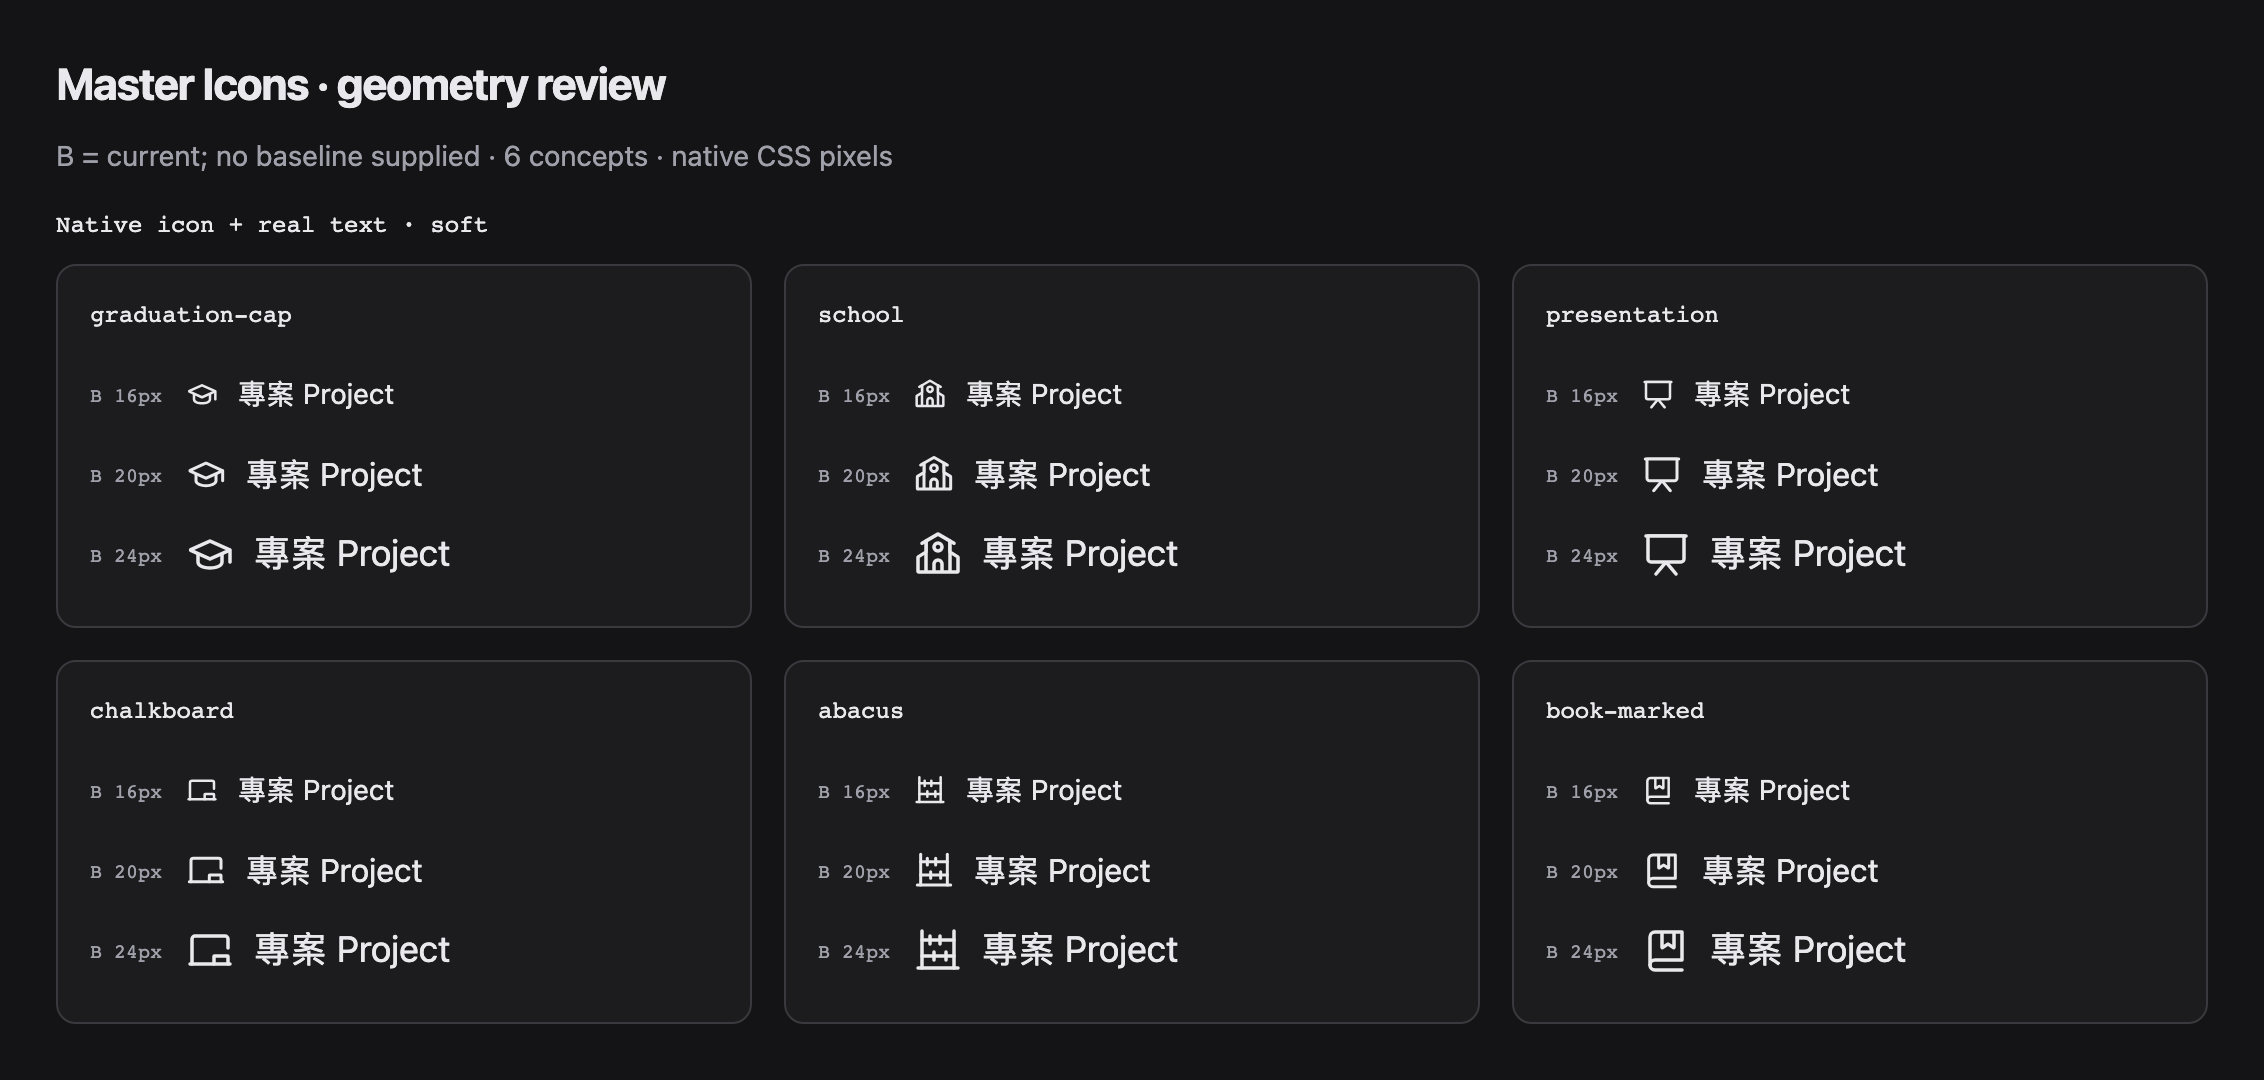 Master Icons · geometry review
B = current; no baseline supplied · 6 concepts · native CSS pixels
Native icon + real text · soft
graduation-cap
B 16px 專案 Project
B 20px 專案 Project
B 24px 專案 Project
school
B 16px 專案 Project
B 20px 專案 Project
B 24px 專案 Project
presentation
B 16px 專案 Project
B 20px 專案 Project
B 24px 專案 Project
chalkboard
B 16px 專案 Project
B 20px 專案 Project
B 24px 專案 Project
abacus
B 16px 專案 Project
B 20px 專案 Project
B 24px 專案 Project
book-marked
B 16px 專案 Project
B 20px 專案 Project
B 24px 專案 Project